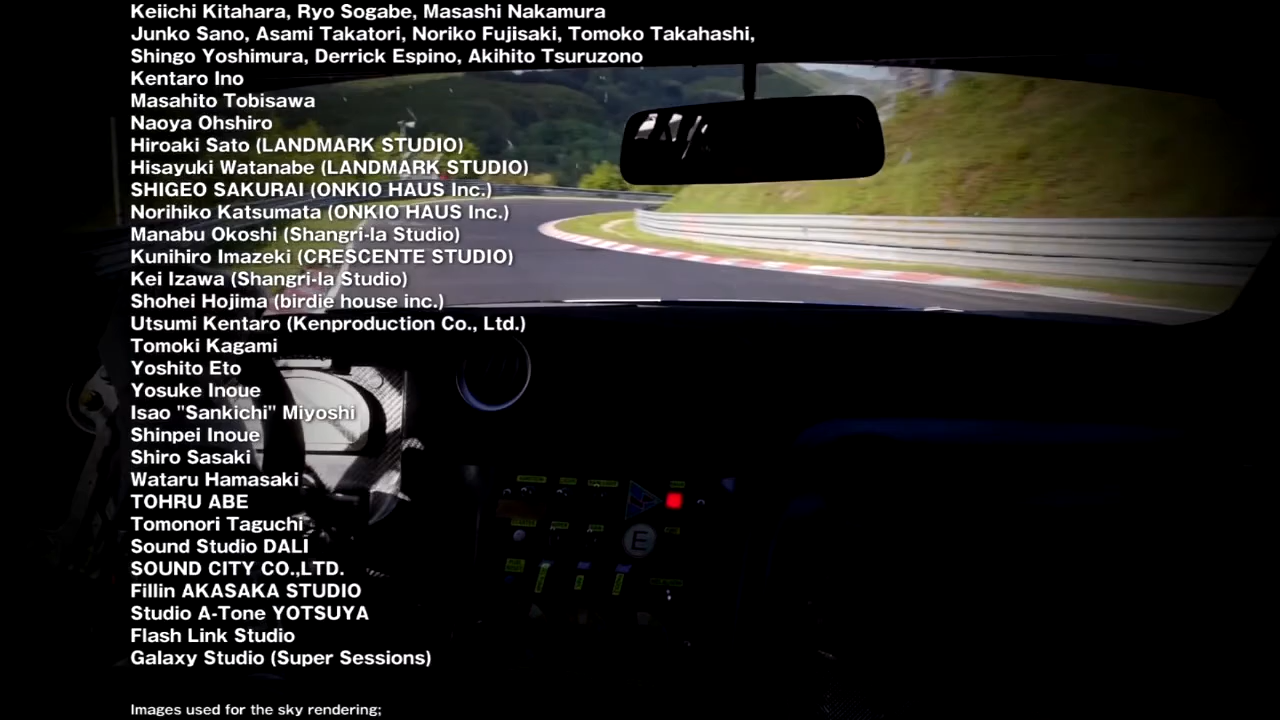 Keiichi Kitahara, Ryo Sogabe, Masashi Nakamura
Junko Sano, Asami Takatori, Noriko Fujisaki, Tomoko Takahashi,
Shingo Yoshimura, Derrick Espino, Akihito Tsuruzono
Kentaro Ino
Masahito Tobisawa
Naoya Ohshiro
Hiroaki Sato (LANDMARK STUDIO)
Hisayuki Watanabe (LANDMARK STUDIO)
SHIGEO SAKURAI (ONKIO HAUS Inc.)
Norihiko Katsumata (ONKIO HAUS Inc.)
Manabu Okoshi (Shangri-la Studio)
Kunihiro Imazeki (CRESCENTE STUDIO)
Kei Izawa (Shangri-la Studio)
Shohei Hojima (birdie house inc.)
Utsumi Kentaro (Kenproduction Co., Ltd.)
Tomoki Kagami
Yoshito Eto
Yosuke Inoue
Isao "Sankichi" Miyoshi
Shinpei Inoue
Shiro Sasaki
Wataru Hamasaki
TOHRU ABE
Tomonori Taguchi
Sound Studio DALI
SOUND CITY CO.,LTD.
Fillin AKASAKA STUDIO
Studio A-Tone YOTSUYA
Flash Link Studio
Galaxy Studio (Super Sessions)
Images used for the sky rendering;
E